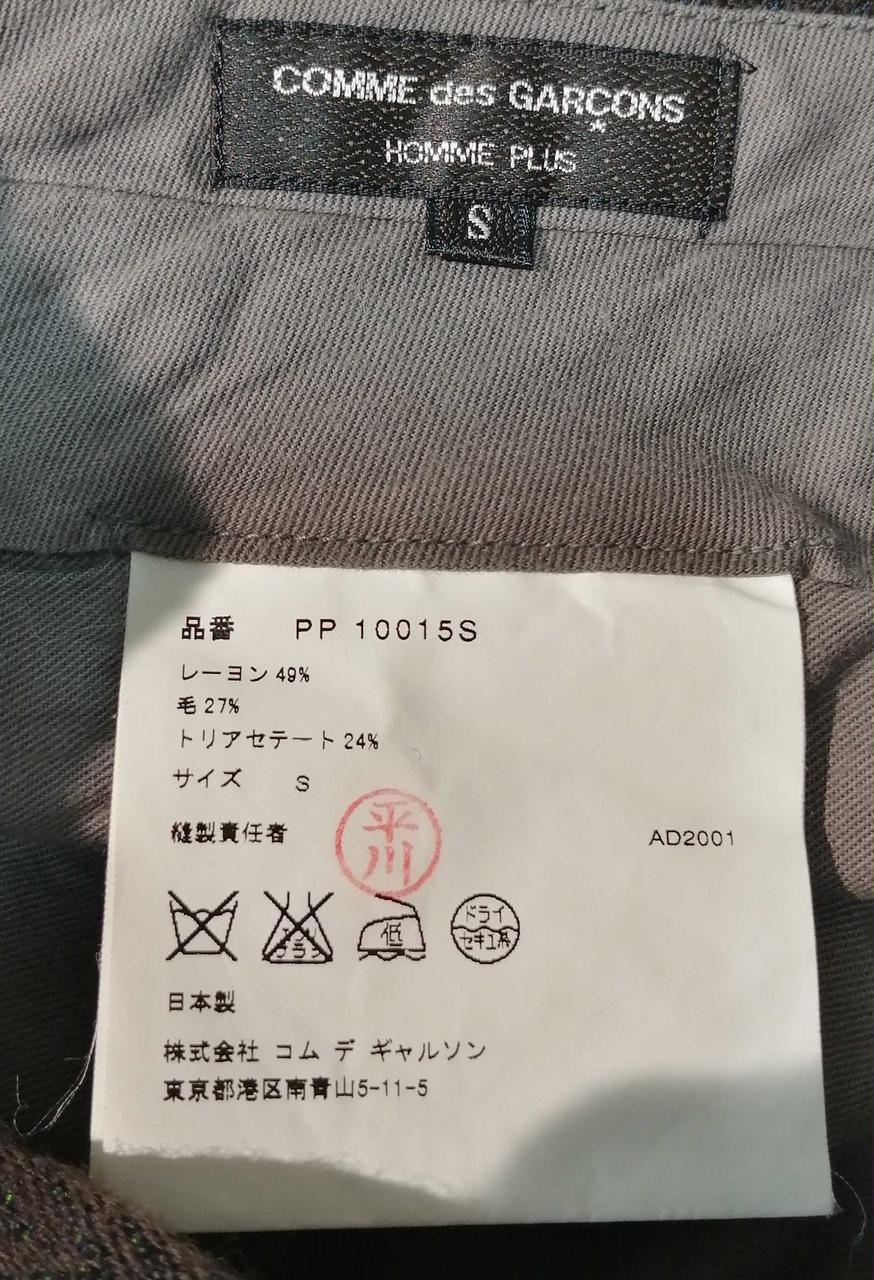 COMME des GARÇONS
HOMME PLUS
S
品番 PP 10015S
レーヨン 49%
毛 27%
トリアセテート 24%
サイズ S
縫製責任者 平川 AD2001
低 ドライ セキユ系
日本製
株式会社 コム デ ギャルソン
東京都港区南青山5-11-5